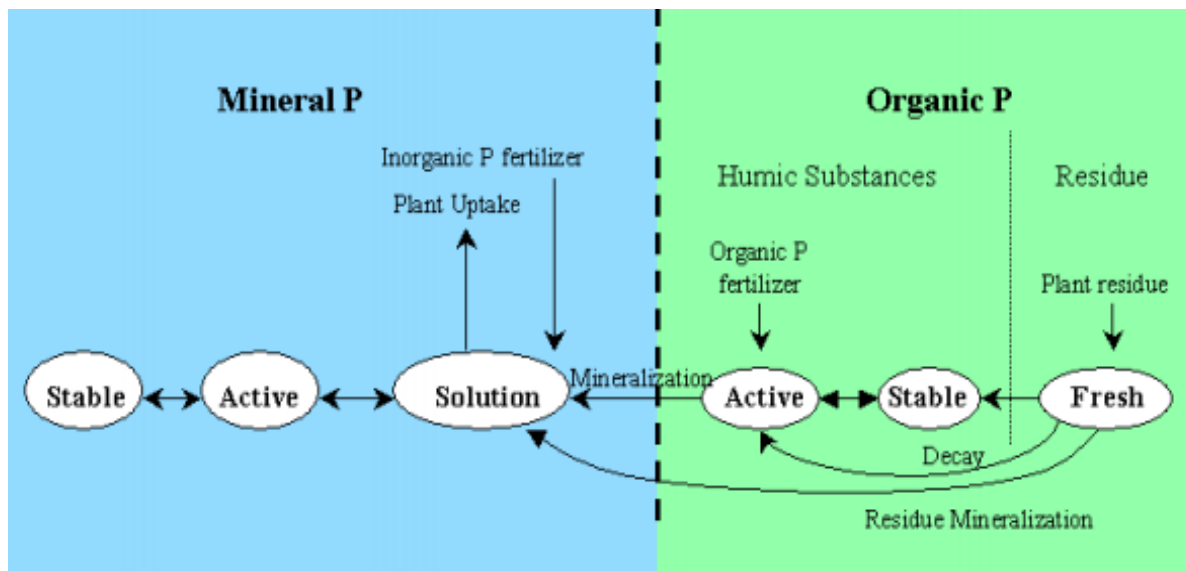 Mineral P
Organic P
Inorganic P fertilizer
Plant Uptake
Humic Substances
Residue
Organic P
fertilizer
Plant residue
Stable
Active
Solution
Mineralization
Active
Stable
Fresh
Decay
Residue Mineralization